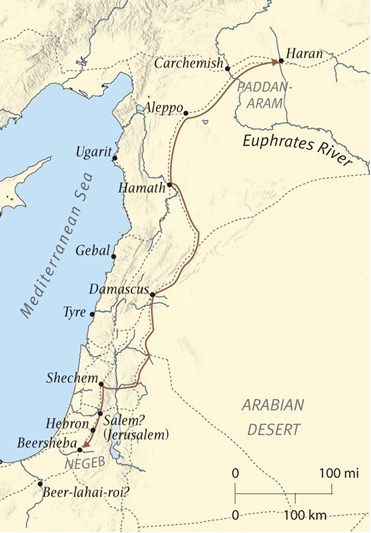 Haran
Carchemish
PADDAN-
ARAM
Aleppo
Euphrates River
Ugarit
Hamath
Mediterranean Sea
Gebal
Damascus
Tyre
Shechem
Salem?
(Jerusalem)
Hebron
Beersheba
NEGEB
Beer-lahai-roi?
ARABIAN
DESERT
0 100 mi
0 100 km